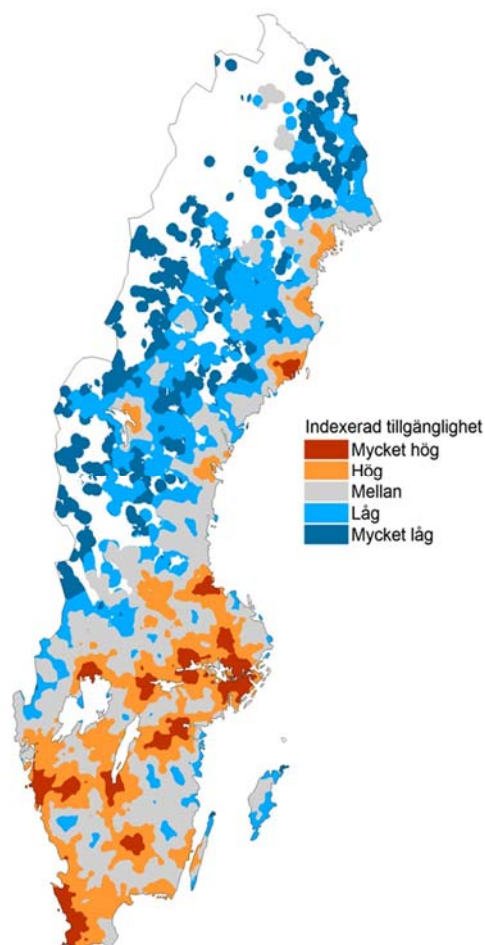 Indexerad tillgänglighet
Mycket hög
Hög
Mellan
Låg
Mycket låg